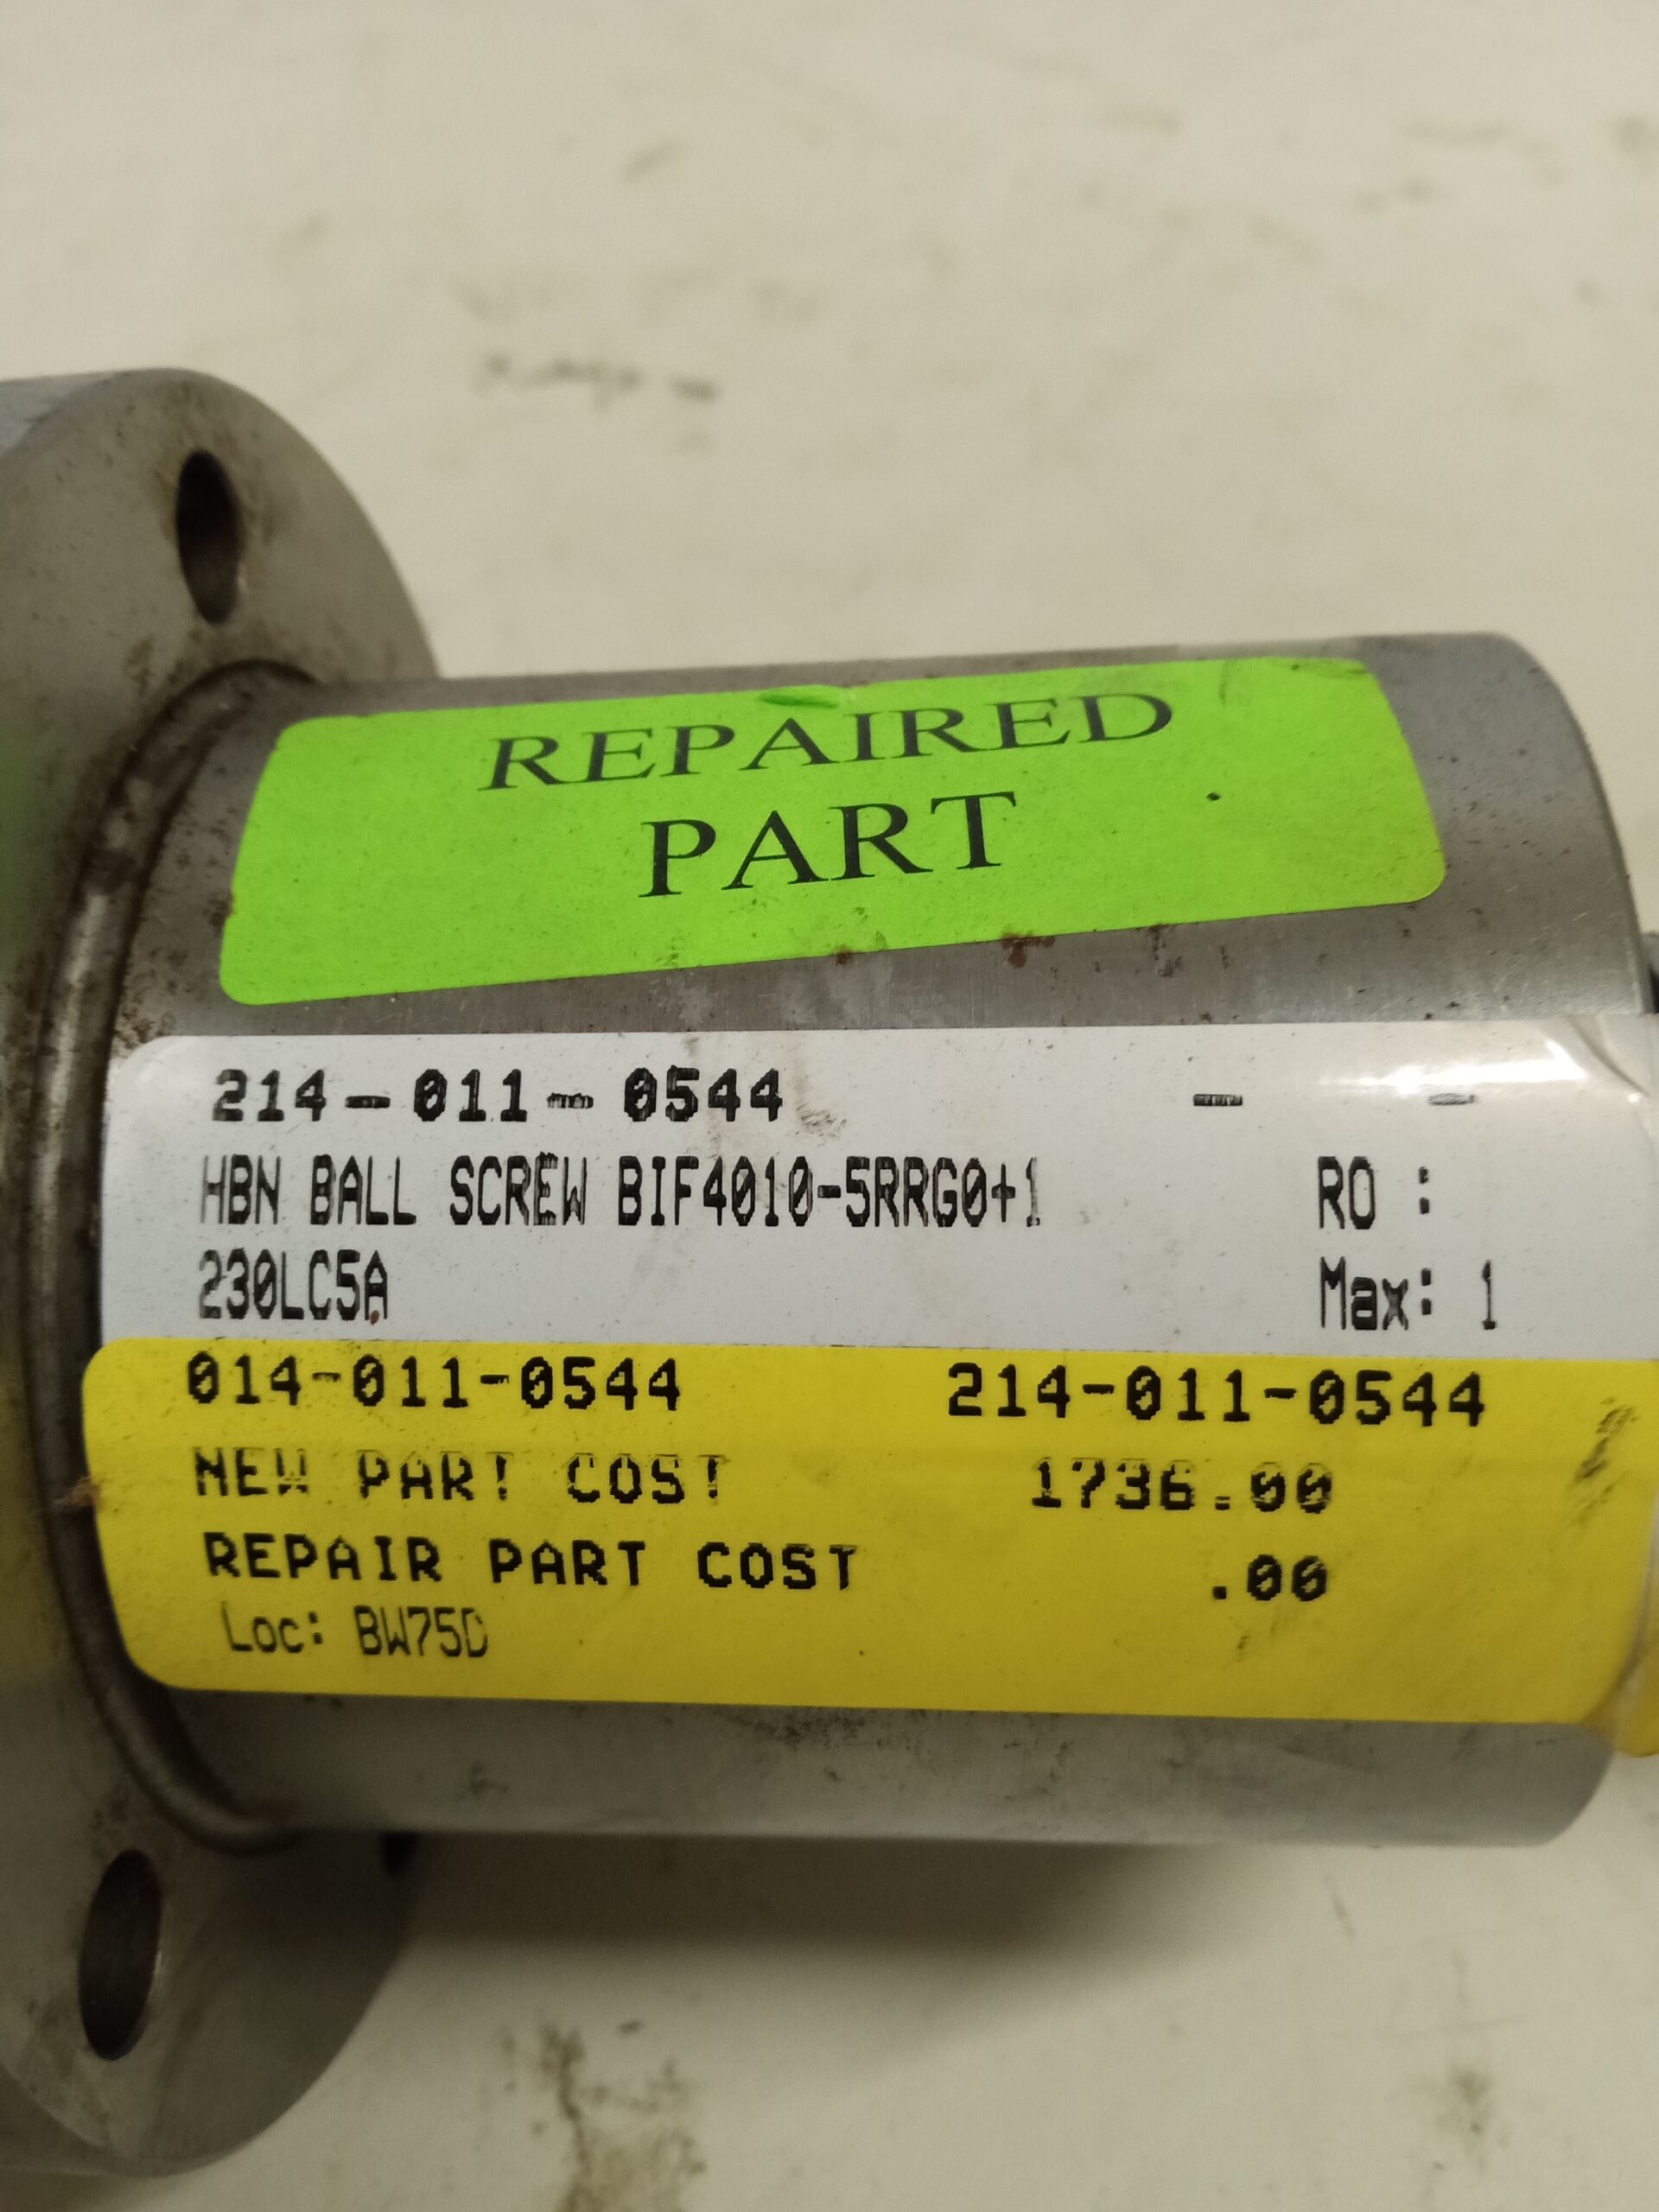 REPAIRED
PART
214-011-0544 - -
HBN BALL SCREW BIF4010-5RRG0+1 RO :
230LC5A Max: 1
014-011-0544 214-011-0544
NEW PART COST 1736.00
REPAIR PART COST .00
Loc: BW75D